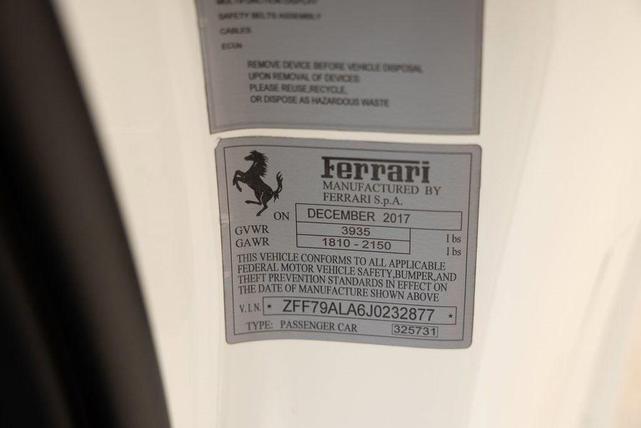 MULTIFUNCTION DISPLAY
SAFETY BELTS ASSEMBLY
CABLES
ECUs
REMOVE DEVICE BEFORE VEHICLE DISPOSAL
UPON REMOVAL OF DEVICES:
PLEASE REUSE,RECYCLE,
OR DISPOSE AS HAZARDOUS WASTE
Ferrari
MANUFACTURED BY
FERRARI S.p.A.
ON DECEMBER 2017
GVWR 3935 lbs
GAWR 1810 - 2150 lbs
THIS VEHICLE CONFORMS TO ALL APPLICABLE
FEDERAL MOTOR VEHICLE SAFETY,BUMPER,AND
THEFT PREVENTION STANDARDS IN EFFECT ON
THE DATE OF MANUFACTURE SHOWN ABOVE
V.I.N. * ZFF79ALA6J0232877 *
TYPE: PASSENGER CAR 325731